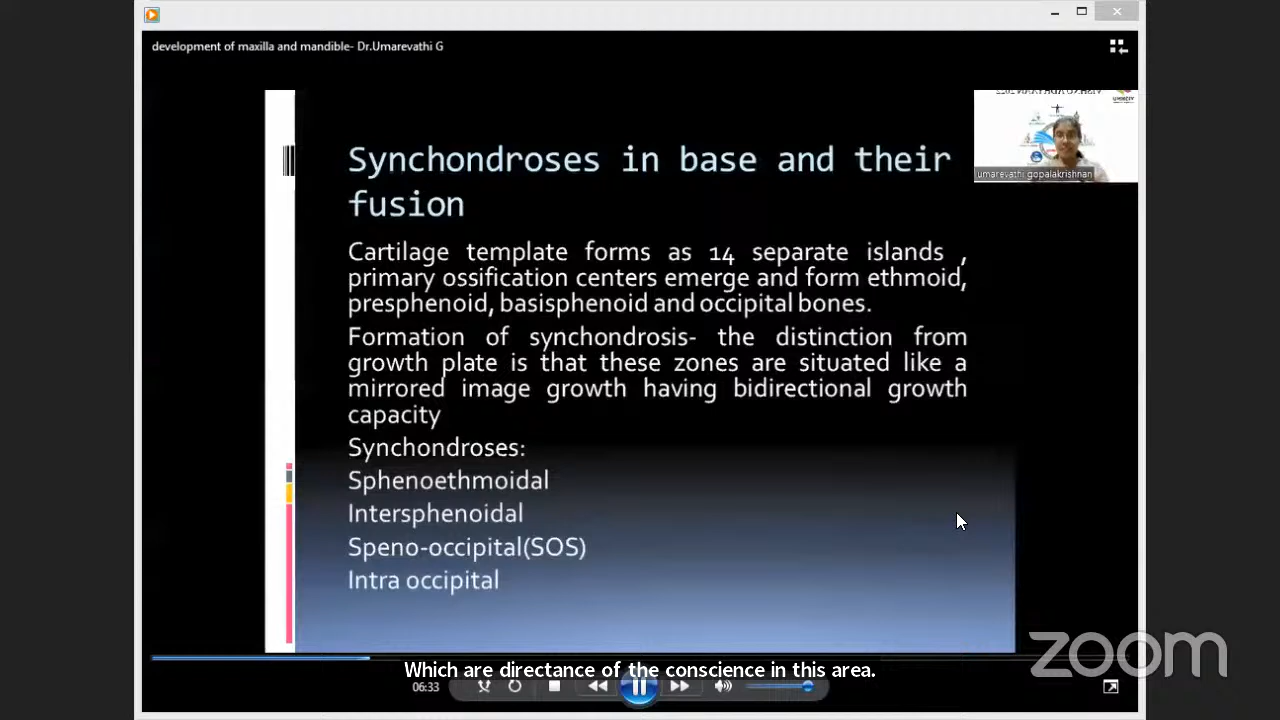 development of maxilla and mandible- Dr.Umarevathi G
umarevathi gopalakrishnan
Synchondroses in base and their
fusion
Cartilage template forms as 14 separate islands ,
primary ossification centers emerge and form ethmoid,
presphenoid, basisphenoid and occipital bones.
Formation of synchondrosis- the distinction from
growth plate is that these zones are situated like a
mirrored image growth having bidirectional growth
capacity
Synchondroses:
Sphenoethmoidal
Intersphenoidal
Speno-occipital(SOS)
Intra occipital
zoom
Which are directance of the conscience in this area.
06:33